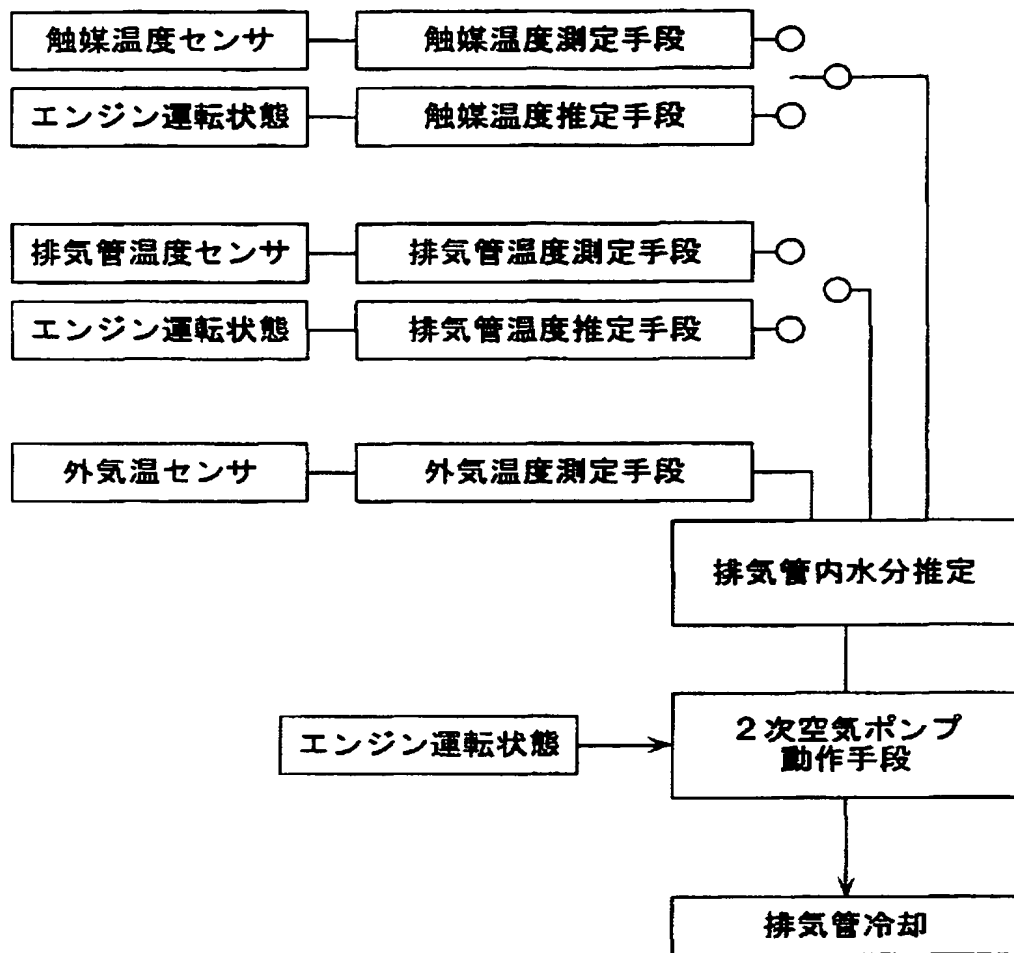 触媒温度センサ
触媒温度測定手段
エンジン運転状態
触媒温度推定手段
排気管温度センサ
排気管温度測定手段
エンジン運転状態
排気管温度推定手段
外気温センサ
外気温度測定手段
排気管内水分推定
エンジン運転状態
2次空気ポンプ
動作手段
排気管冷却